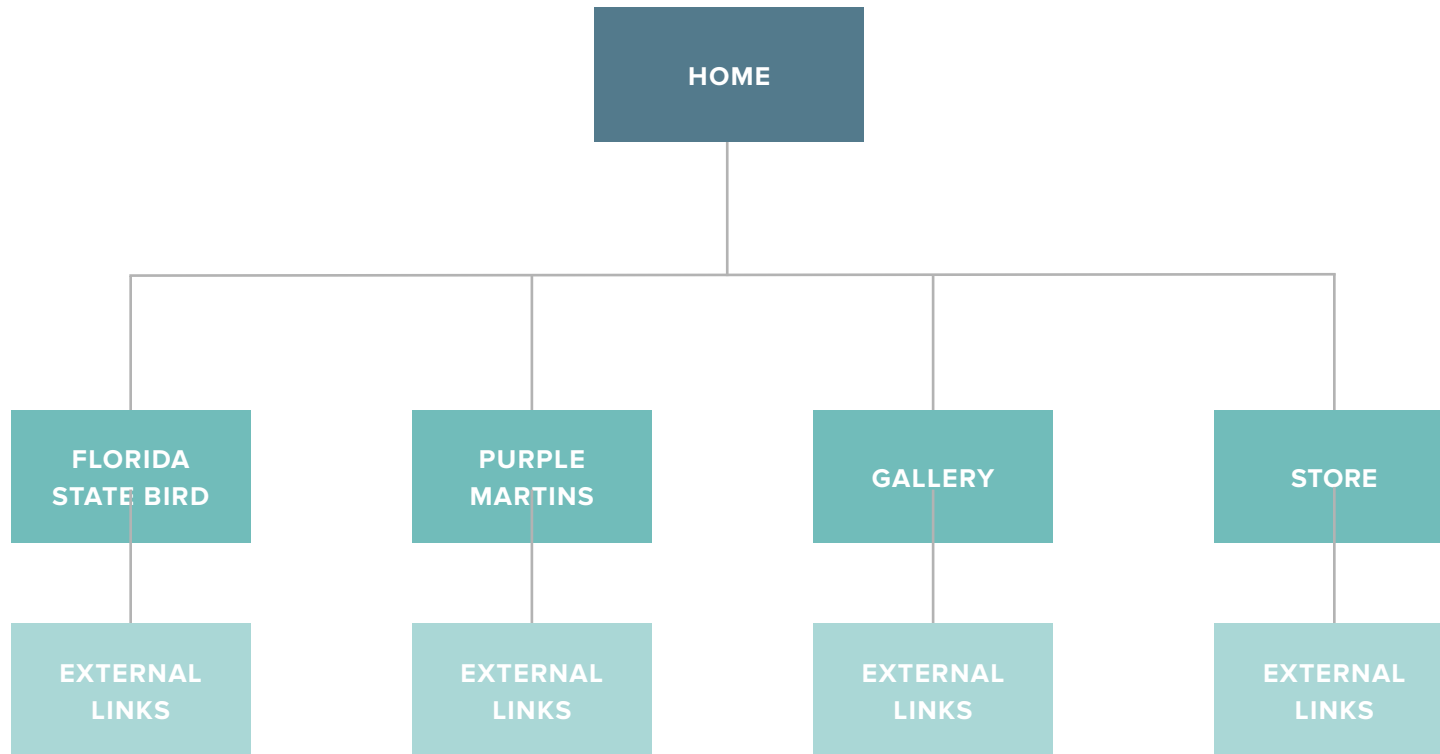 HOME
FLORIDA
STATE BIRD
PURPLE
MARTINS
GALLERY
STORE
EXTERNAL
LINKS
EXTERNAL
LINKS
EXTERNAL
LINKS
EXTERNAL
LINKS